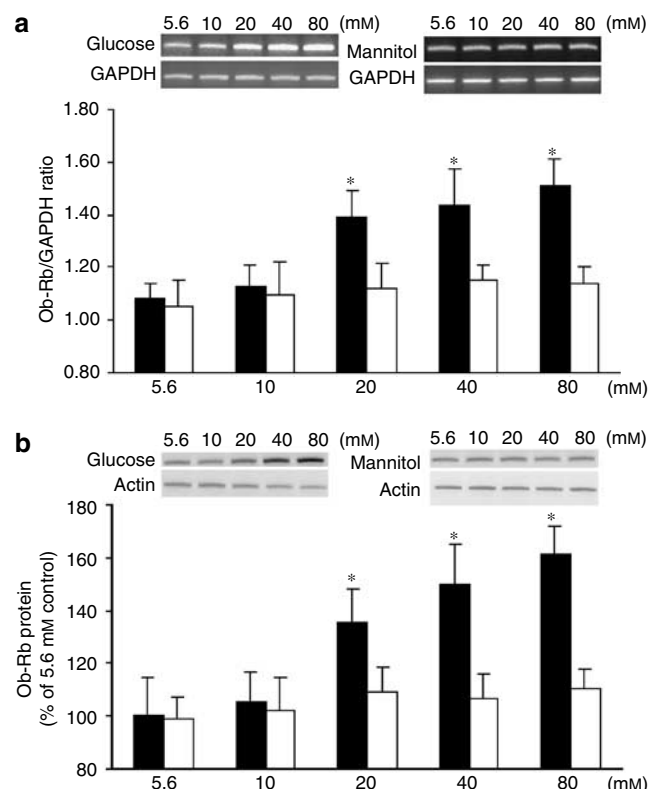 a
5.6 10 20 40 80 (mM)
Glucose
GAPDH
5.6 10 20 40 80 (mM)
Mannitol
GAPDH
Ob-Rb/GAPDH ratio
1.80
1.60
1.40
1.20
1.00
0.80
* * *
5.6 10 20 40 80 (mM)
b
5.6 10 20 40 80 (mM)
Glucose
Actin
5.6 10 20 40 80 (mM)
Mannitol
Actin
Ob-Rb protein
(% of 5.6 mM control)
180
160
140
120
100
80
* * *
5.6 10 20 40 80 (mM)